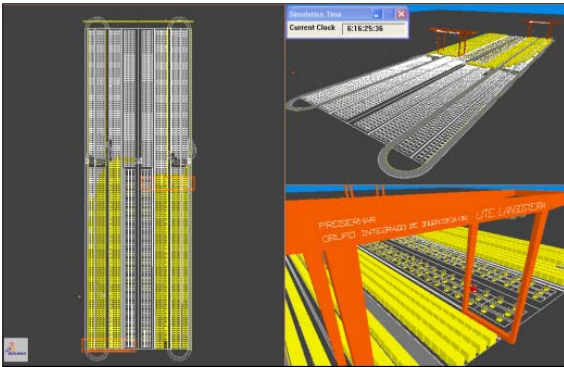 Simulation Time
Current Clock 6:16:25:36
PROSERMAR
GRUPO INTEGRADO DE INGENIERIA
UTE LANGOSTEIRA